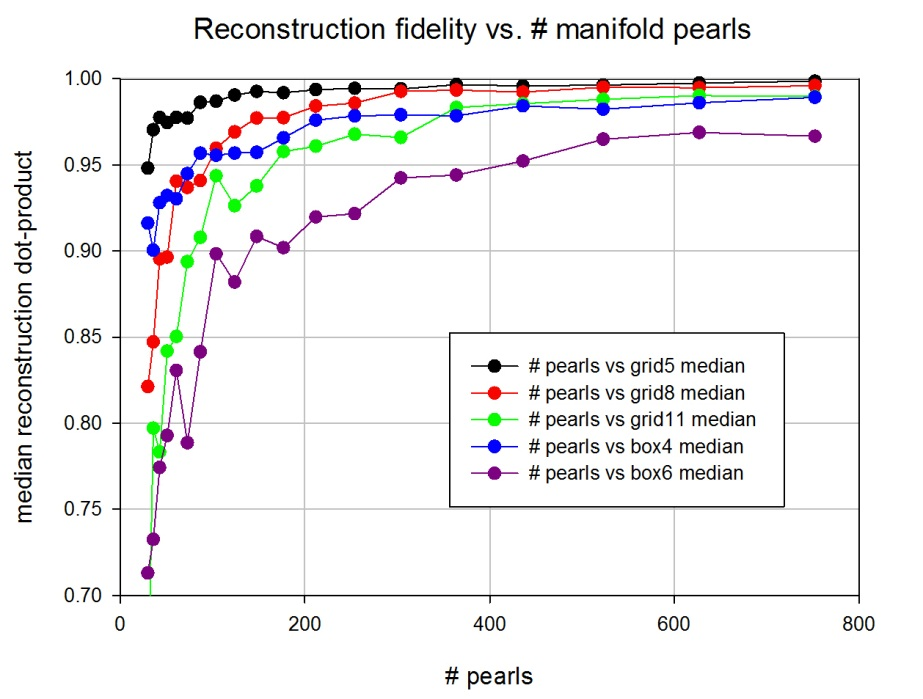 Reconstruction fidelity vs. # manifold pearls
median reconstruction dot-product
1.00
0.95
0.90
0.85
0.80
0.75
0.70
# pearls vs grid5 median
# pearls vs grid8 median
# pearls vs grid11 median
# pearls vs box4 median
# pearls vs box6 median
0 200 400 600 800
# pearls